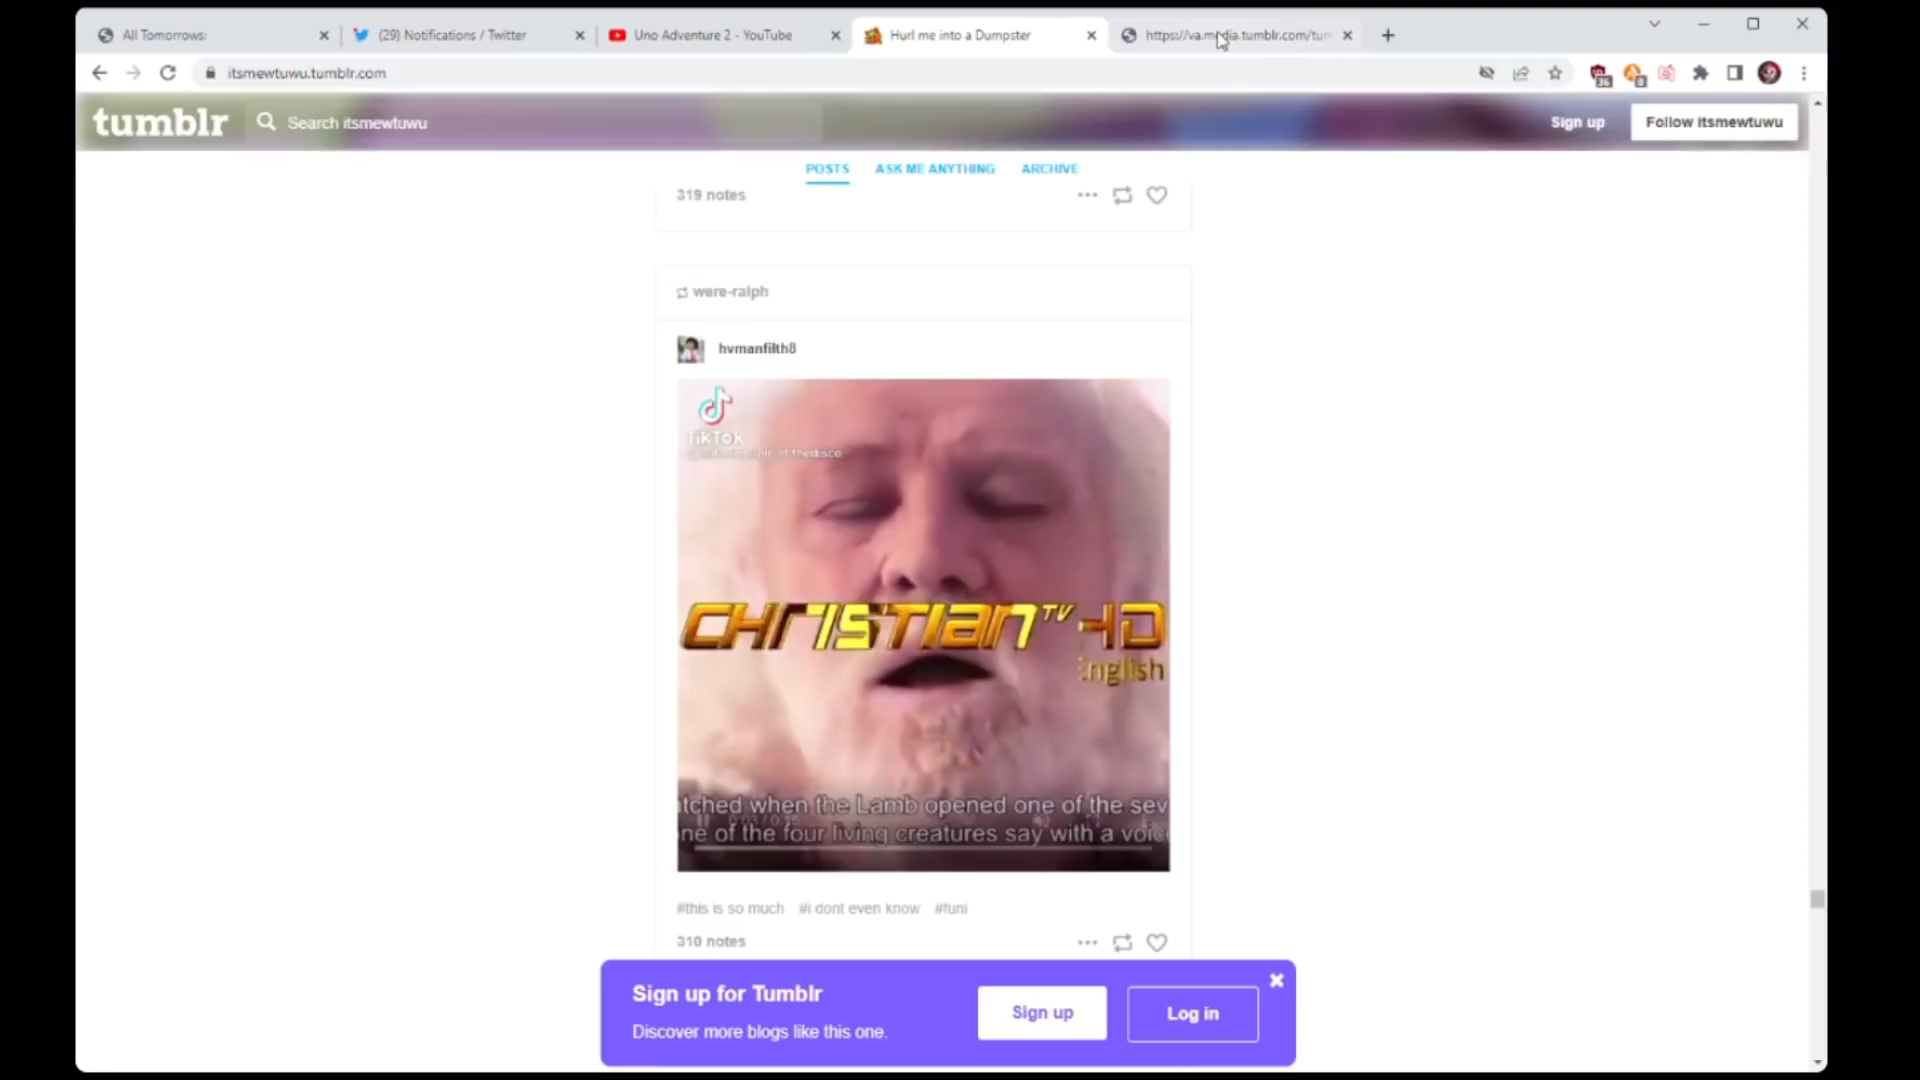 All Tomorrows:
(29) Notifications / Twitter
Uno Adventure 2 - YouTube
Hurl me into a Dumpster
https://va.media.tumblr.com/tum
itsmewtuwu.tumblr.com
tumblr
Search itsmewtuwu
Sign up
Follow itsmewtuwu
POSTS
ASK ME ANYTHING
ARCHIVE
319 notes
were-ralph
hvmanfilth8
TikTok
CHRISTIAN TV HD
English
tched when the Lamb opened one of the sev
ne of the four living creatures say with a voic
#this is so much #i dont even know #funi
310 notes
Sign up for Tumblr
Discover more blogs like this one.
Sign up
Log in